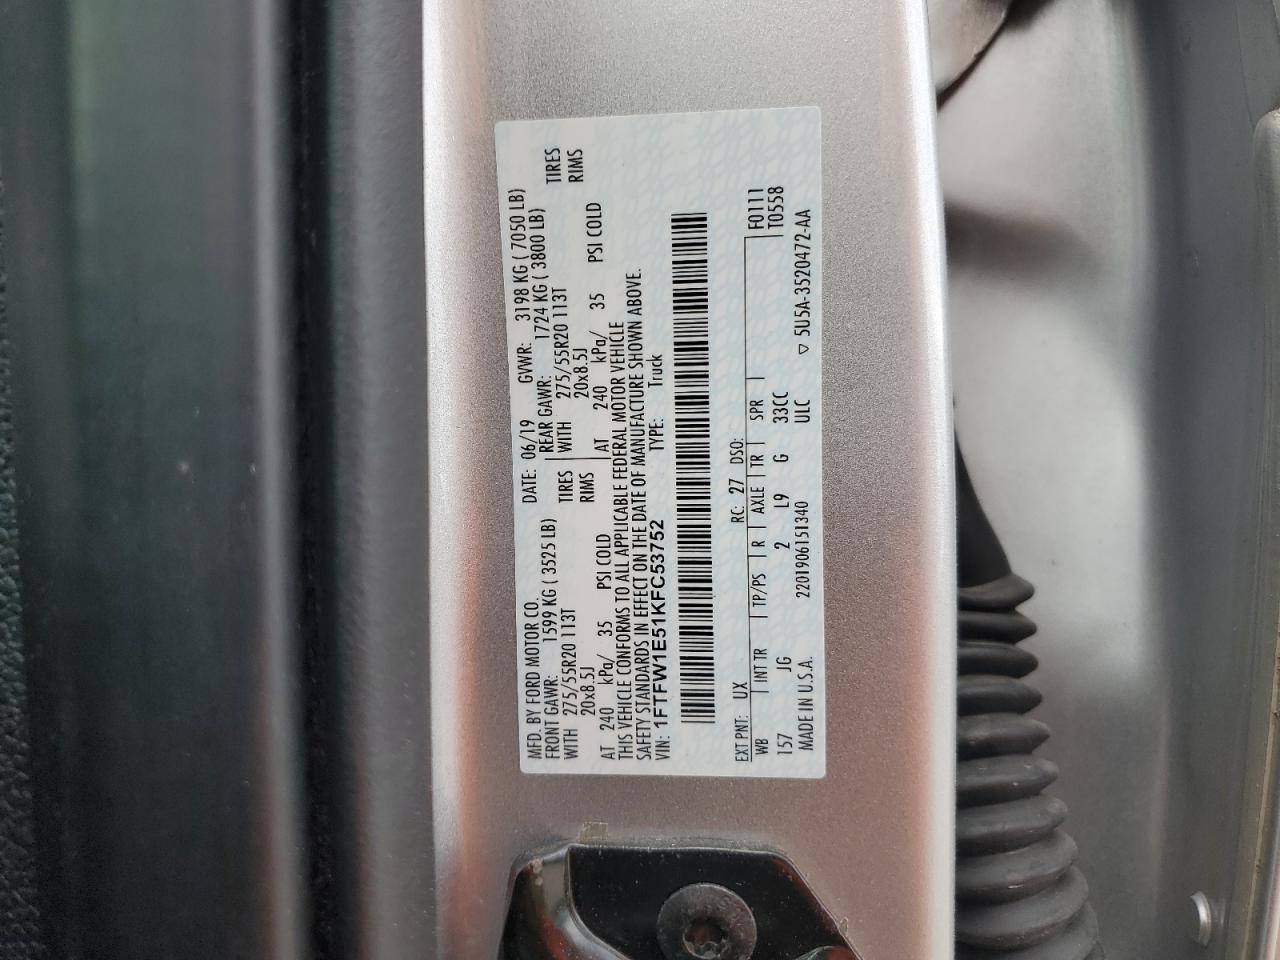 MFD. BY FORD MOTOR CO. DATE: 06/19 GVWR: 3198 KG ( 7050 LB)
FRONT GAWR: 1599 KG ( 3525 LB) REAR GAWR: 1724 KG ( 3800 LB)
WITH 275/55R20 113T TIRES WITH 275/55R20 113T TIRES
20x8.5J RIMS 20x8.5J RIMS
AT 240 kPa/ 35 PSI COLD AT 240 kPa/ 35 PSI COLD
THIS VEHICLE CONFORMS TO ALL APPLICABLE FEDERAL MOTOR VEHICLE
SAFETY STANDARDS IN EFFECT ON THE DATE OF MANUFACTURE SHOWN ABOVE.
VIN: 1FTFW1E51KFC53752 TYPE: Truck
EXT PNT: UX RC: 27 DSO: F0111
WB INT TR TP/PS R AXLE TR SPR T0558
157 JG 2 L9 G 33CC
MADE IN U.S.A. 2201906151340 ULC ▽ 5U5A-3520472-AA